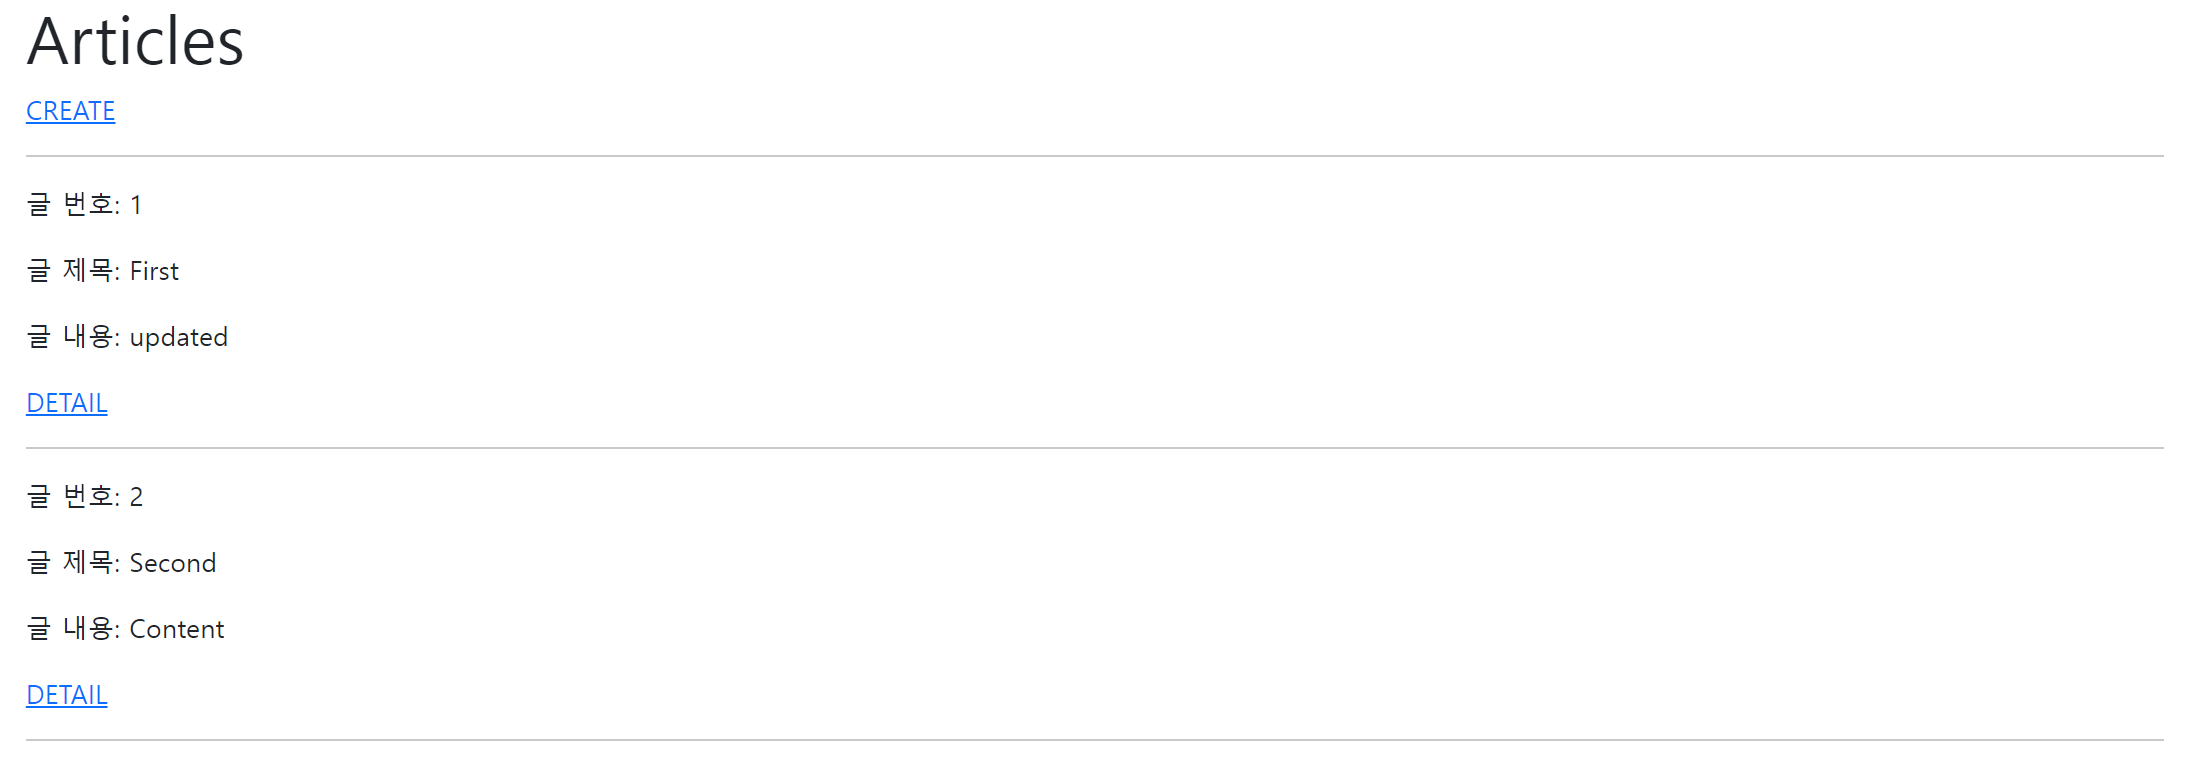 Articles
CREATE
글 번호: 1
글 제목: First
글 내용: updated
DETAIL
글 번호: 2
글 제목: Second
글 내용: Content
DETAIL